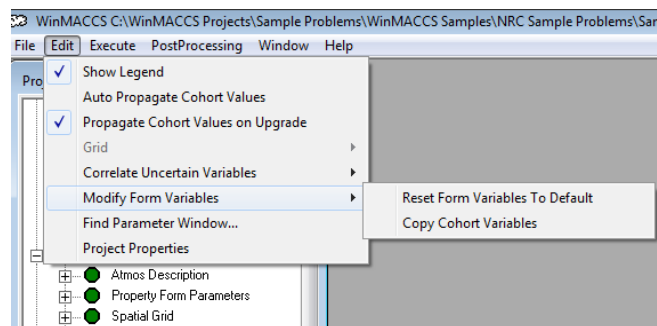 WinMACCS C:\WinMACCS Projects\Sample Problems\WinMACCS Samples\NRC Sample Problems\Sar
File Edit Execute PostProcessing Window Help
Pro
Show Legend
Auto Propagate Cohort Values
Propagate Cohort Values on Upgrade
Grid
Correlate Uncertain Variables
Modify Form Variables
Reset Form Variables To Default
Copy Cohort Variables
Find Parameter Window...
Project Properties
Atmos Description
Property Form Parameters
Spatial Grid